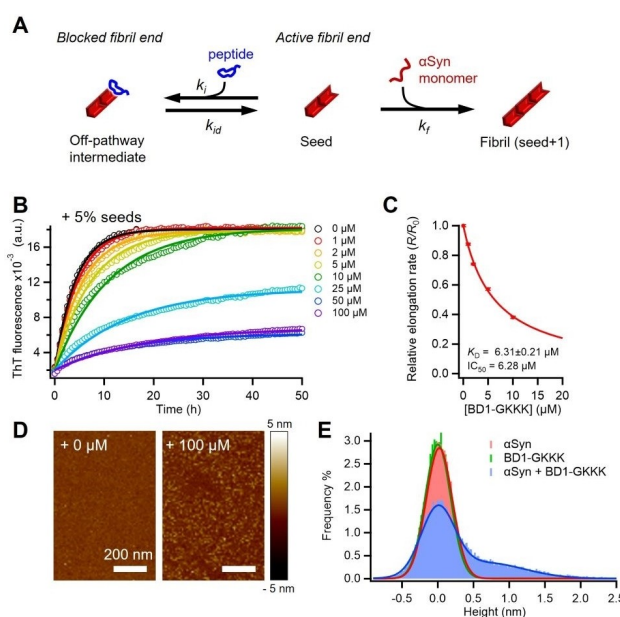 A
Blocked fibril end
Active fibril end
peptide
αSyn
monomer
ki
kid
kf
Off-pathway
intermediate
Seed
Fibril (seed+1)
B
+ 5% seeds
ThT fluorescence x10-3 (a.u.)
16
12
8
4
0
10
20
30
40
50
Time (h)
0 µM
1 µM
2 µM
5 µM
10 µM
25 µM
50 µM
100 µM
C
Relative elongation rate (R/R0)
1.0
0.8
0.6
0.4
0.2
0.0
KD = 6.31±0.21 µM
IC50 = 6.28 µM
0
5
10
15
20
[BD1-GKKK] (µM)
D
+ 0 µM
+ 100 µM
200 nm
5 nm
- 5 nm
E
Frequency %
3.0
2.5
2.0
1.5
1.0
0.5
0.0
αSyn
BD1-GKKK
αSyn + BD1-GKKK
-0.5
0.0
0.5
1.0
1.5
2.0
2.5
Height (nm)